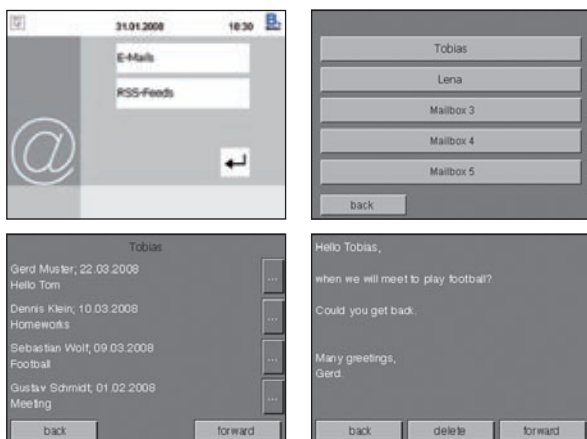 31.01.2008 10:30
E-Mails
RSS-Feeds
Tobias
Lena
Mailbox 3
Mailbox 4
Mailbox 5
back
Tobias
Gerd Muster; 22.03.2008
Hello Tom
...
Dennis Klein; 10.03.2008
Homeworks
...
Sebastian Wolf; 09.03.2008
Football
...
Gustav Schmidt; 01.02.2008
Meeting
...
back forward
Hello Tobias,
when we will meet to play football?
Could you get back.
Many greetings,
Gerd.
back delete forward